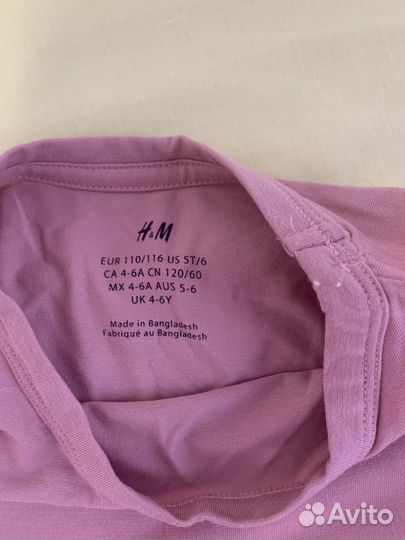 H&M
EUR 110/116 US 5T/6
CA 4-6A CN 120/60
MX 4-6A AUS 5-6
UK 4-6Y
Made in Bangladesh
Fabriqué au Bangladesh
Avito